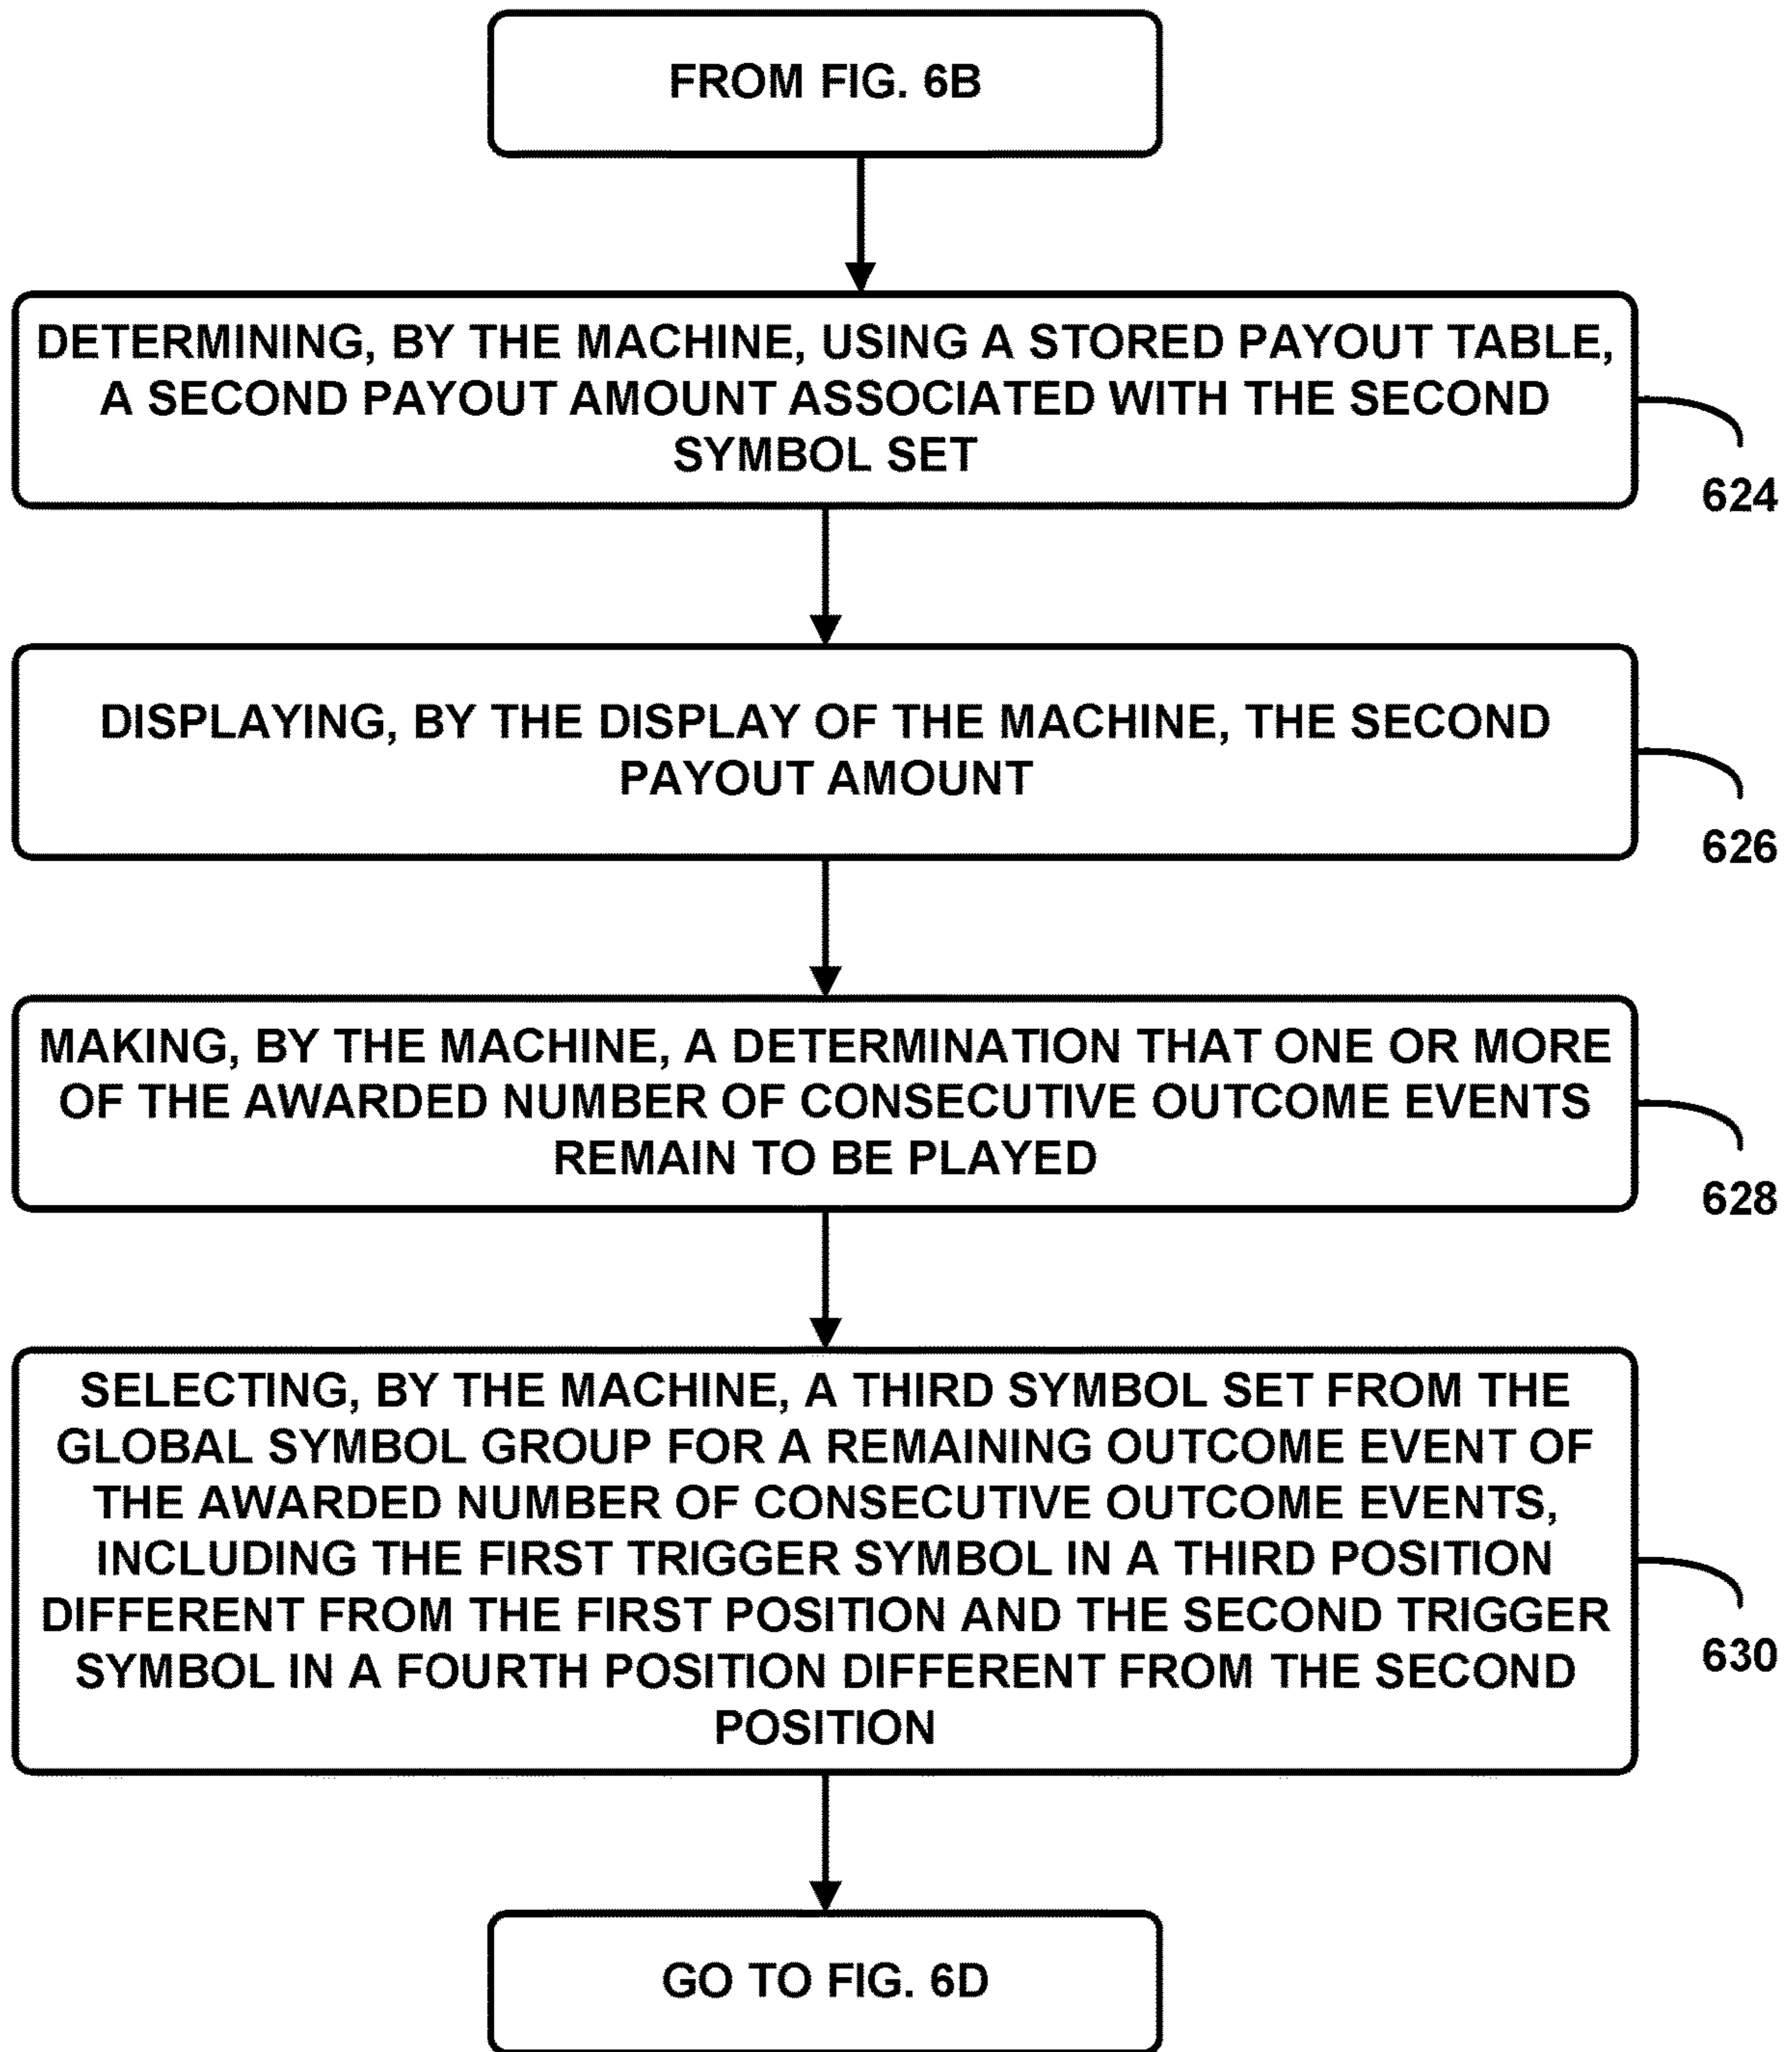 FROM FIG. 6B
DETERMINING, BY THE MACHINE, USING A STORED PAYOUT TABLE,
A SECOND PAYOUT AMOUNT ASSOCIATED WITH THE SECOND
SYMBOL SET
624
DISPLAYING, BY THE DISPLAY OF THE MACHINE, THE SECOND
PAYOUT AMOUNT
626
MAKING, BY THE MACHINE, A DETERMINATION THAT ONE OR MORE
OF THE AWARDED NUMBER OF CONSECUTIVE OUTCOME EVENTS
REMAIN TO BE PLAYED
628
SELECTING, BY THE MACHINE, A THIRD SYMBOL SET FROM THE
GLOBAL SYMBOL GROUP FOR A REMAINING OUTCOME EVENT OF
THE AWARDED NUMBER OF CONSECUTIVE OUTCOME EVENTS,
INCLUDING THE FIRST TRIGGER SYMBOL IN A THIRD POSITION
DIFFERENT FROM THE FIRST POSITION AND THE SECOND TRIGGER
SYMBOL IN A FOURTH POSITION DIFFERENT FROM THE SECOND
POSITION
630
GO TO FIG. 6D